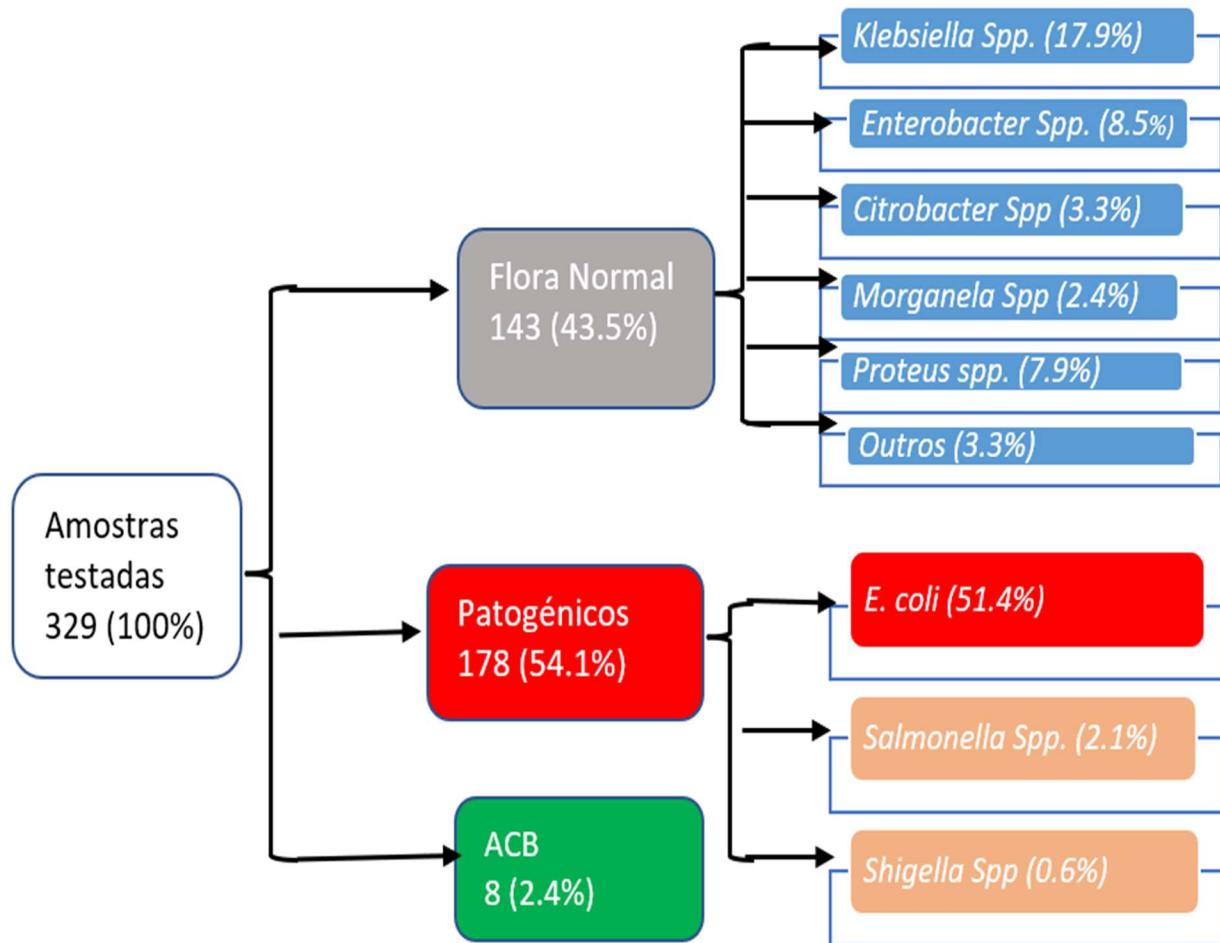 Amostras
testadas
329 (100%)
Flora Normal
143 (43.5%)
Klebsiella Spp. (17.9%)
Enterobacter Spp. (8.5%)
Citrobacter Spp (3.3%)
Morganela Spp (2.4%)
Proteus spp. (7.9%)
Outros (3.3%)
Patogénicos
178 (54.1%)
E. coli (51.4%)
Salmonella Spp. (2.1%)
Shigella Spp (0.6%)
ACB
8 (2.4%)